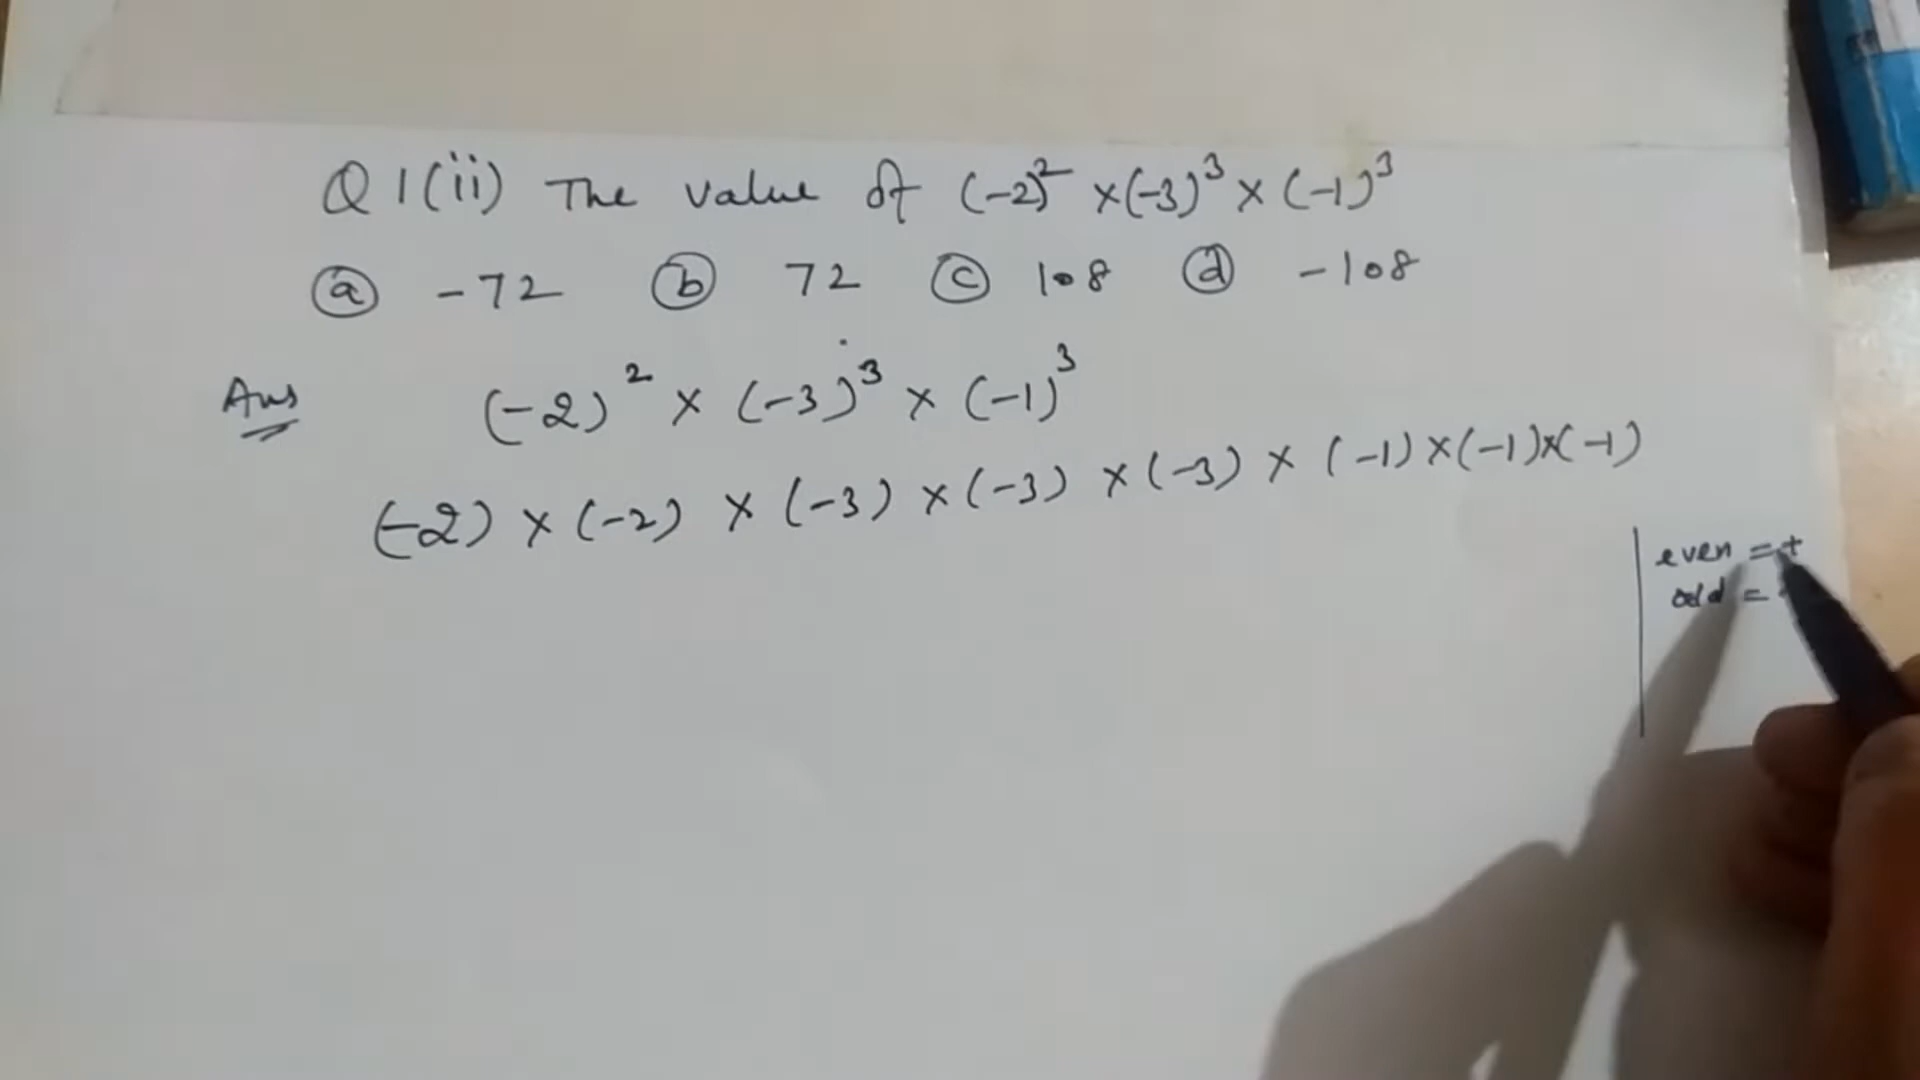 Q1(ii) The value of (-2)² × (-3)³ × (-1)³
ⓐ -72 ⓑ 72 ⓒ 108 ⓓ -108
Ans (-2)² × (-3)³ × (-1)³
(-2) × (-2) × (-3) × (-3) × (-3) × (-1) × (-1) × (-1)
even = +
odd =